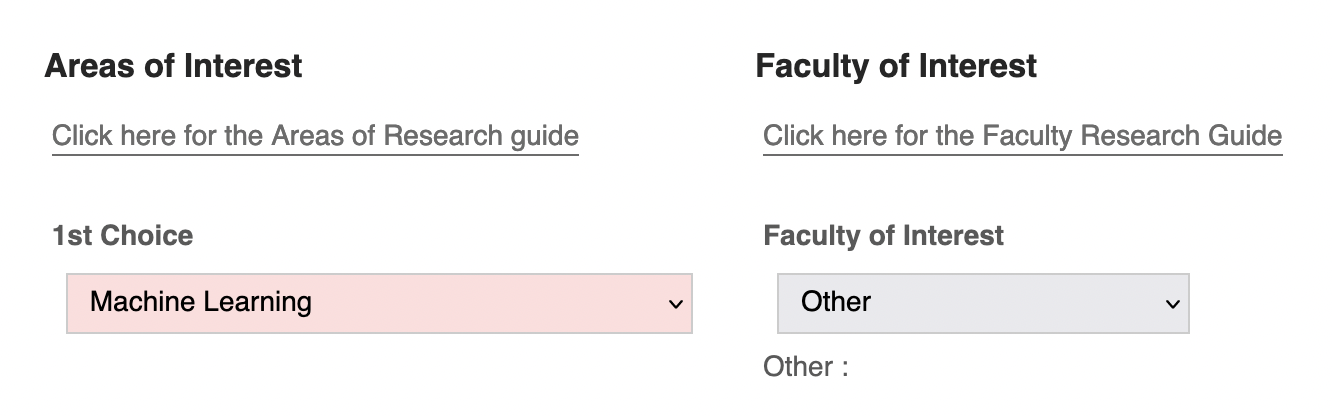 Areas of Interest
Click here for the Areas of Research guide
1st Choice
Machine Learning
Faculty of Interest
Click here for the Faculty Research Guide
Faculty of Interest
Other
Other :